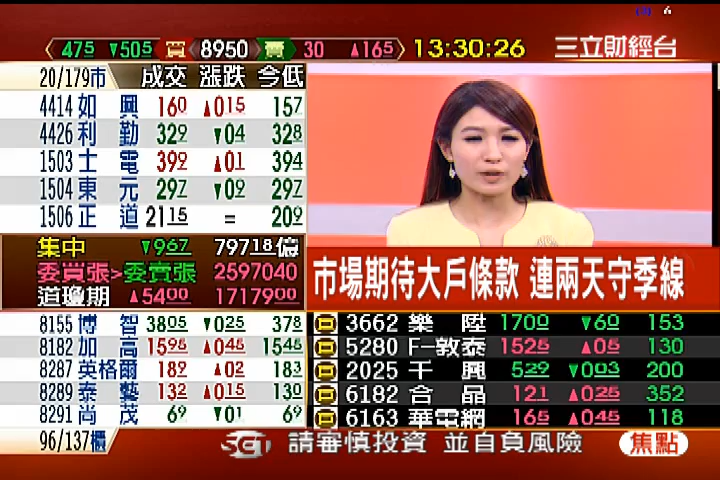 475 ▼505 買 8950 賣 30 ▲165 13:30:26 三立財經台
20/179市 成交 漲跌 今低
4414 如興 160 ▲015 157
4426 利勤 329 ▼04 328
1503 士電 399 ▲01 394
1504 東元 297 ▼09 297
1506 正道 2115 = 209
集中 ▼967 79718億
委買張>委賣張 2597040
道瓊期 ▲5400 1717900
市場期待大戶條款 連兩天守季線
8155 博智 3805 ▼025 378
8182 加高 1595 ▲045 1545
8287 英格爾 189 ▲02 183
8289 泰藝 132 ▲015 130
8291 尚茂 69 ▼01 69
96/137櫃
3662 樂陞 1700 ▼60 153
5280 F-敦泰 1525 ▲05 130
2025 千興 529 ▼003 200
6182 合晶 121 ▲025 352
6163 華電網 165 ▲045 118
SET 請審慎投資 並自負風險 焦點